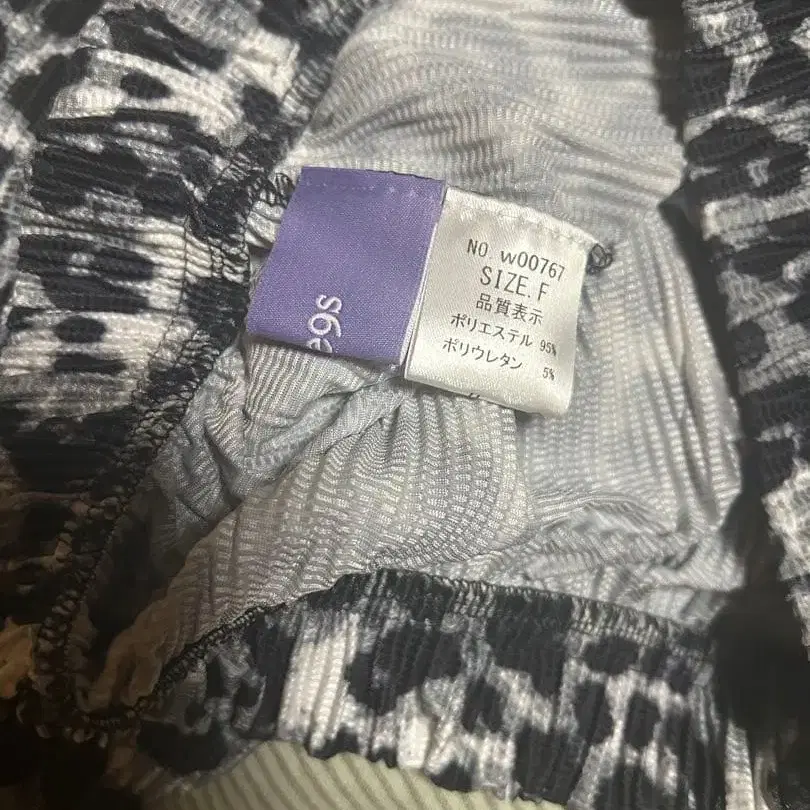 egs
NO. w00767
SIZE.F
品質表示
ポリエステル 95%
ポリウレタン 5%